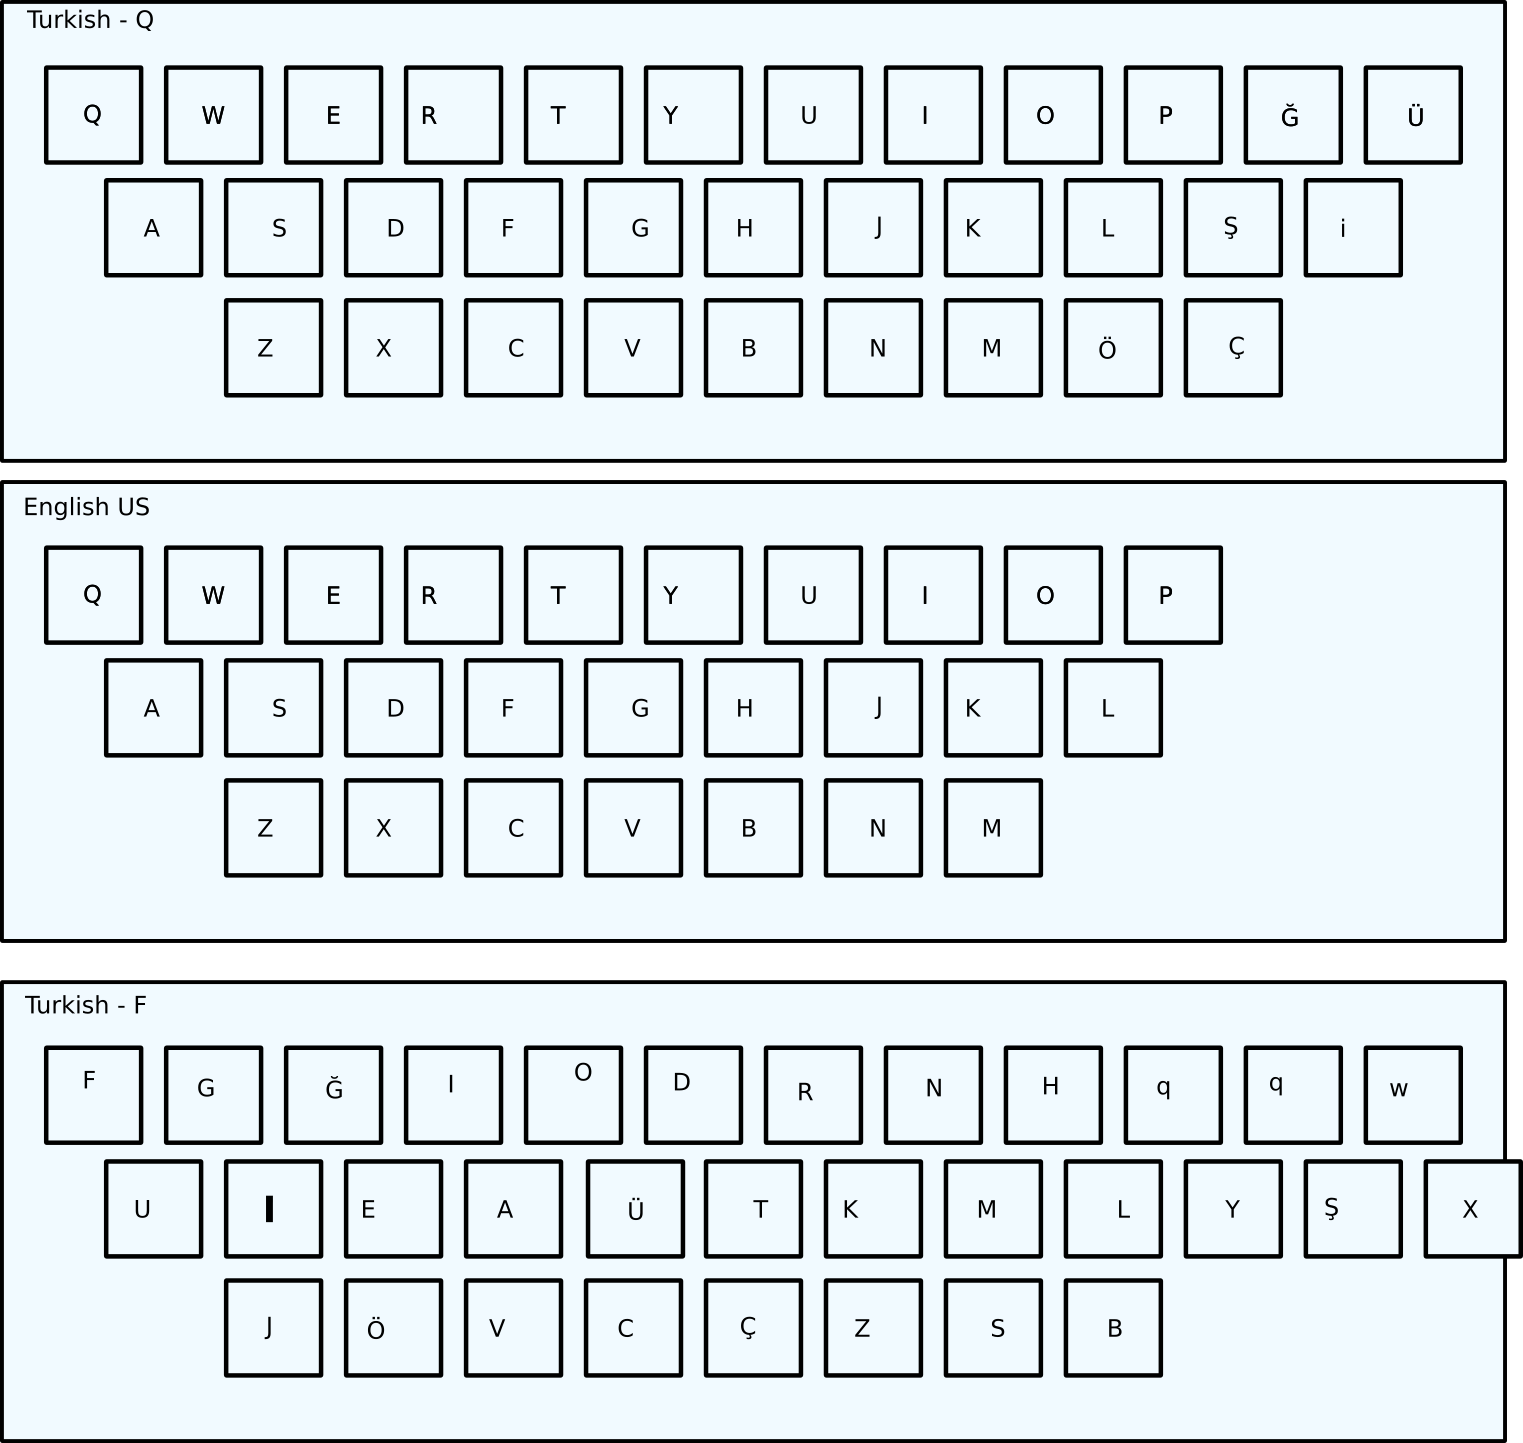 Turkish - Q
Q W E R T Y U I O P Ğ Ü
A S D F G H J K L Ş i
Z X C V B N M Ö Ç
English US
Q W E R T Y U I O P
A S D F G H J K L
Z X C V B N M
Turkish - F
F G Ğ I O D R N H q q w
U I E A Ü T K M L Y Ş X
J Ö V C Ç Z S B